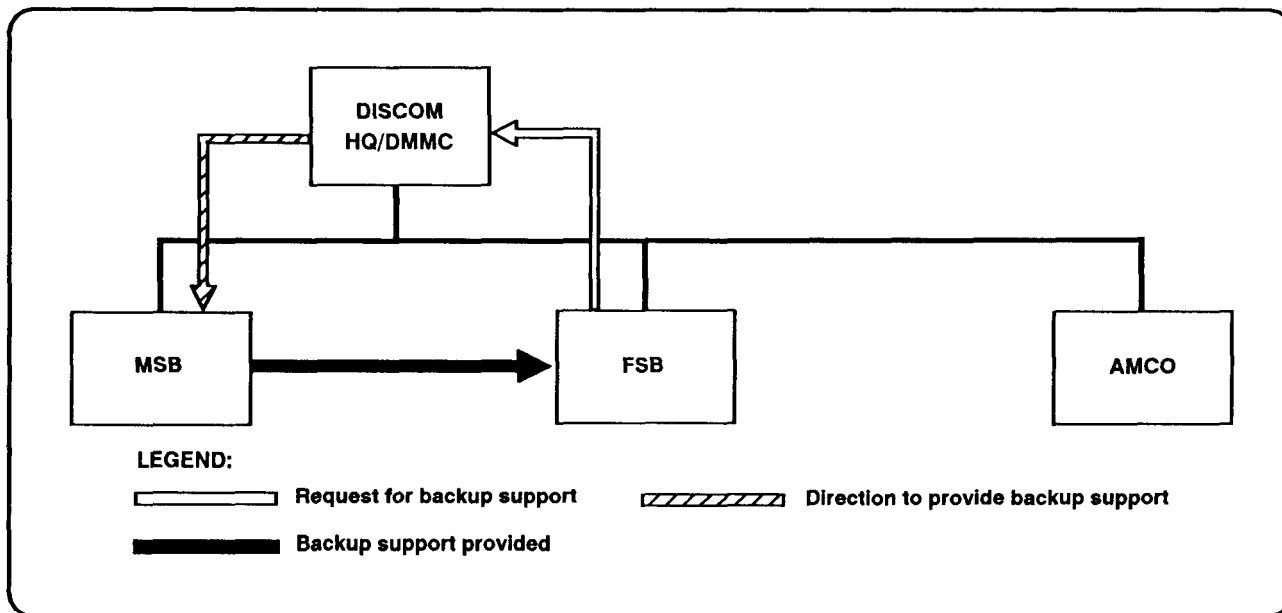 DISCOM
HQ/DMMC
MSB
FSB
AMCO
LEGEND:
Request for backup support
Direction to provide backup support
Backup support provided